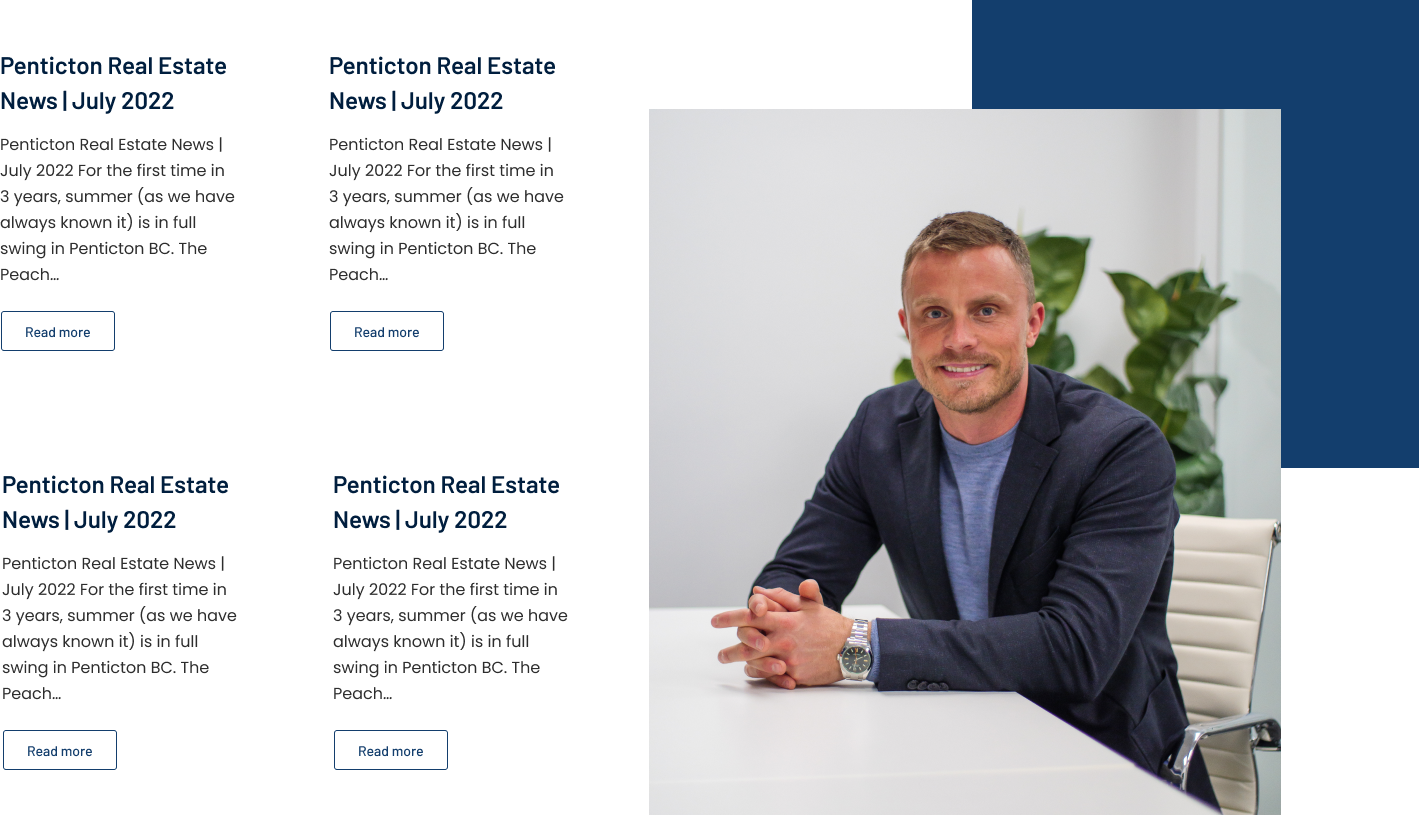 Penticton Real Estate
News | July 2022
Penticton Real Estate News |
July 2022 For the first time in
3 years, summer (as we have
always known it) is in full
swing in Penticton BC. The
Peach...
Read more
Penticton Real Estate
News | July 2022
Penticton Real Estate News |
July 2022 For the first time in
3 years, summer (as we have
always known it) is in full
swing in Penticton BC. The
Peach...
Read more
Penticton Real Estate
News | July 2022
Penticton Real Estate News |
July 2022 For the first time in
3 years, summer (as we have
always known it) is in full
swing in Penticton BC. The
Peach...
Read more
Penticton Real Estate
News | July 2022
Penticton Real Estate News |
July 2022 For the first time in
3 years, summer (as we have
always known it) is in full
swing in Penticton BC. The
Peach...
Read more